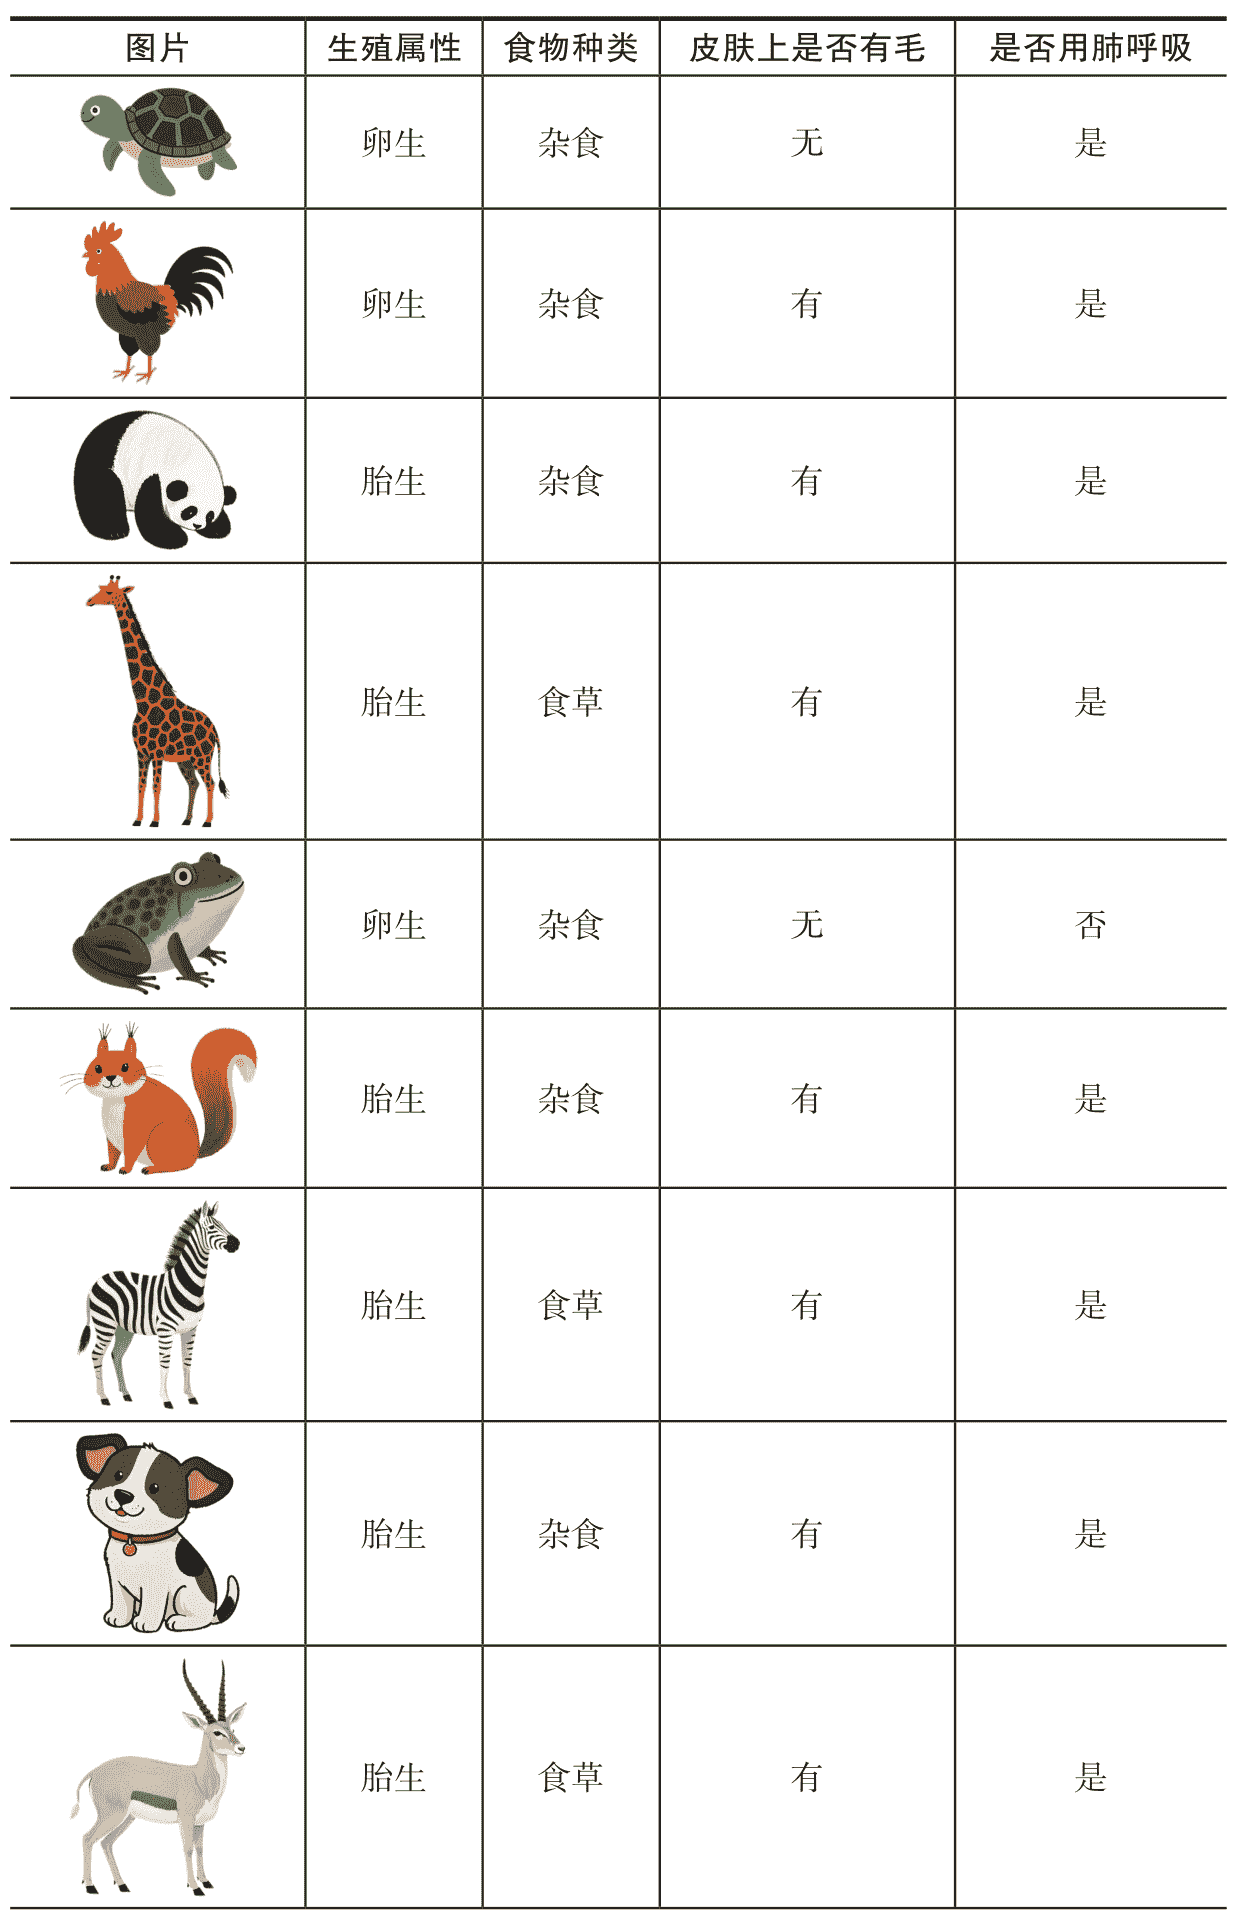 图片 生殖属性 食物种类 皮肤上是否有毛 是否用肺呼吸
卵生 杂食 无 是
卵生 杂食 有 是
胎生 杂食 有 是
胎生 食草 有 是
卵生 杂食 无 否
胎生 杂食 有 是
胎生 食草 有 是
胎生 杂食 有 是
胎生 食草 有 是